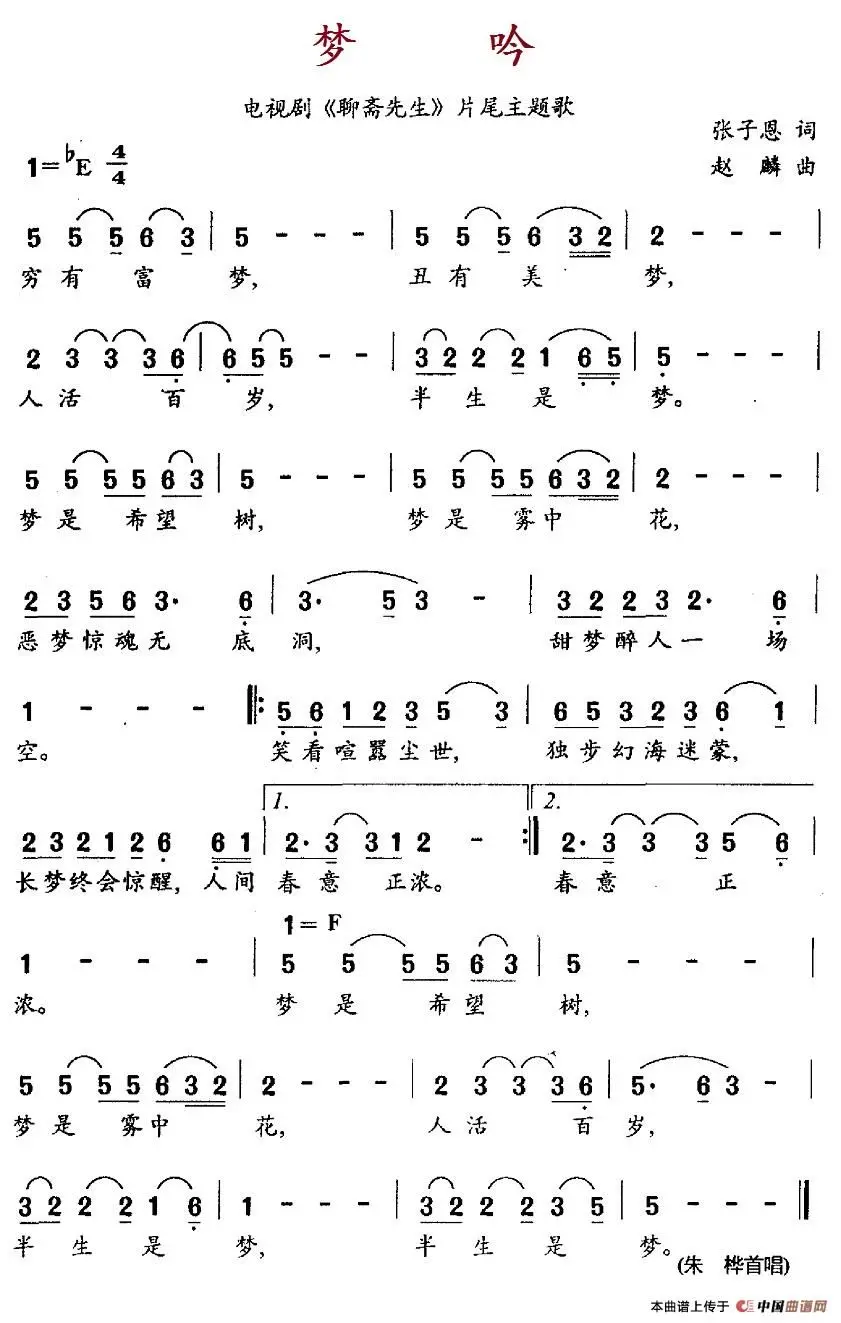 梦 吟
电视剧《聊斋先生》片尾主题歌
张子恩 词
1=♭E 4/4
赵 麟 曲
5 5 5 6 3 | 5 - - - | 5 5 5 6 3 2 | 2 - - - |
穷有 富 梦, 丑有 美 梦,
2 3 3 3 6 | 6 5 5 - - | 3 2 2 2 1 6 5 | 5 - - - |
人活 百 岁, 半 生 是 梦。
5 5 5 5 6 3 | 5 - - - | 5 5 5 5 6 3 2 | 2 - - - |
梦是 希望 树, 梦是 雾中 花,
2 3 5 6 3· 6 | 3· 5 3 - | 3 2 2 3 2· 6 |
恶梦惊魂无 底 洞, 甜梦醉人一 场
1 - - - |: 5 6 1 2 3 5 3 | 6 5 3 2 3 6 1 |
空。 笑看喧嚣尘世, 独步幻海迷蒙,
1. 2.
2 3 2 1 2 6 6 1 | 2· 3 3 1 2 - :| 2· 3 3 3 5 6 |
长梦终会惊醒, 人间 春意 正浓。 春意 正
1= F
1 - - - | 5 5 5 5 6 3 | 5 - - - |
浓。 梦是 希望 树,
5 5 5 5 6 3 2 | 2 - - - | 2 3 3 3 6 | 5· 6 3 - |
梦是 雾中 花, 人活 百 岁,
3 2 2 2 1 6 | 1 - - - | 3 2 2 2 3 5 | 5 - - - ||
半 生 是 梦, 半 生 是 梦。
(朱 桦首唱)
本曲谱上传于 中国曲谱网